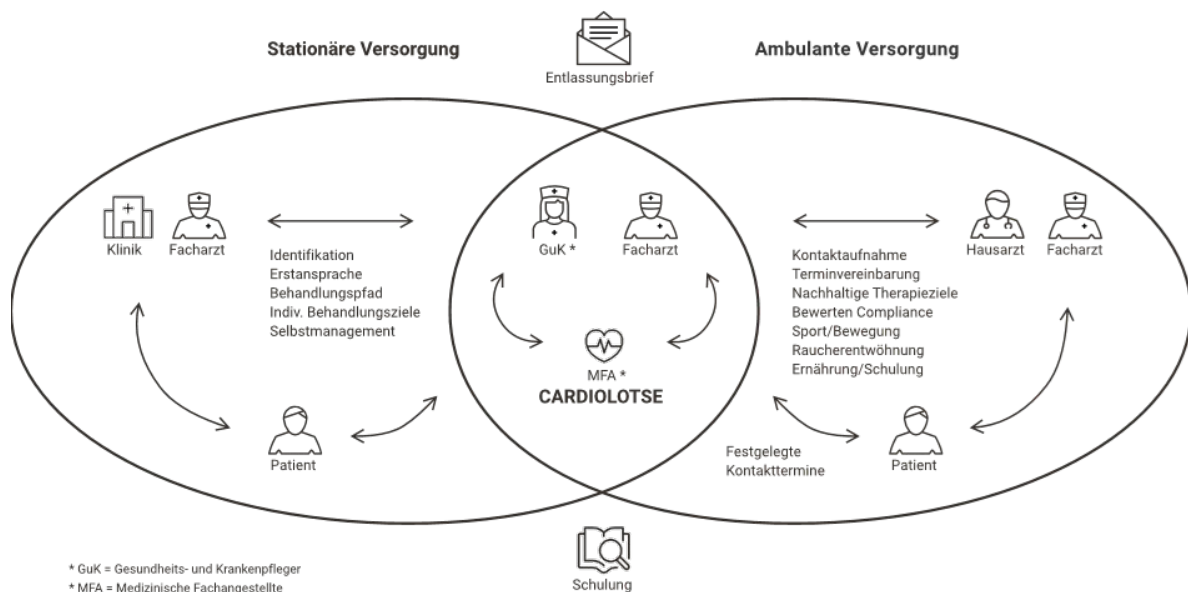 Stationäre Versorgung
Entlassungsbrief
Ambulante Versorgung
Klinik
Facharzt
Identifikation
Erstansprache
Behandlungspfad
Indiv. Behandlungsziele
Selbstmanagement
Patient
GuK *
Facharzt
MFA *
CARDIOLOTSE
Kontaktaufnahme
Terminvereinbarung
Nachhaltige Therapieziele
Bewerten Compliance
Sport/Bewegung
Raucherentwöhnung
Ernährung/Schulung
Hausarzt
Facharzt
Festgelegte
Kontakttermine
Patient
Schulung
* GuK = Gesundheits- und Krankenpfleger
* MFA = Medizinische Fachangestellte